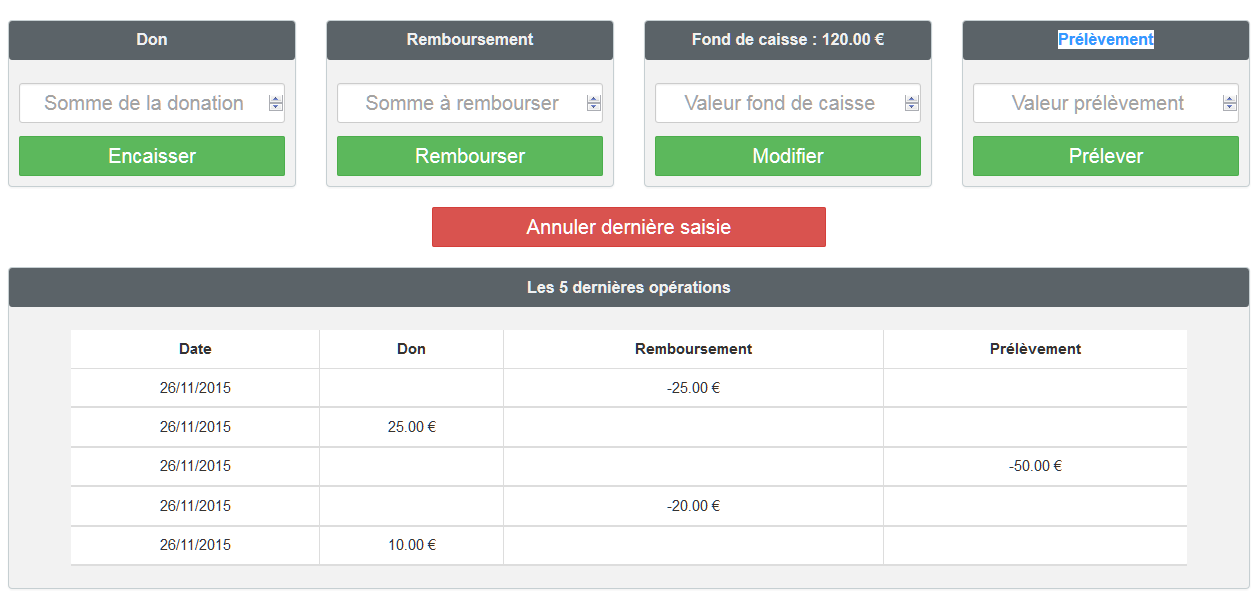 Don Remboursement Fond de caisse : 120.00 € Prélèvement
Somme de la donation Somme à rembourser Valeur fond de caisse Valeur prélèvement
Encaisser Rembourser Modifier Prélever
Annuler dernière saisie
Les 5 dernières opérations
Date Don Remboursement Prélèvement
26/11/2015 -25.00 €
26/11/2015 25.00 €
26/11/2015 -50.00 €
26/11/2015 -20.00 €
26/11/2015 10.00 €